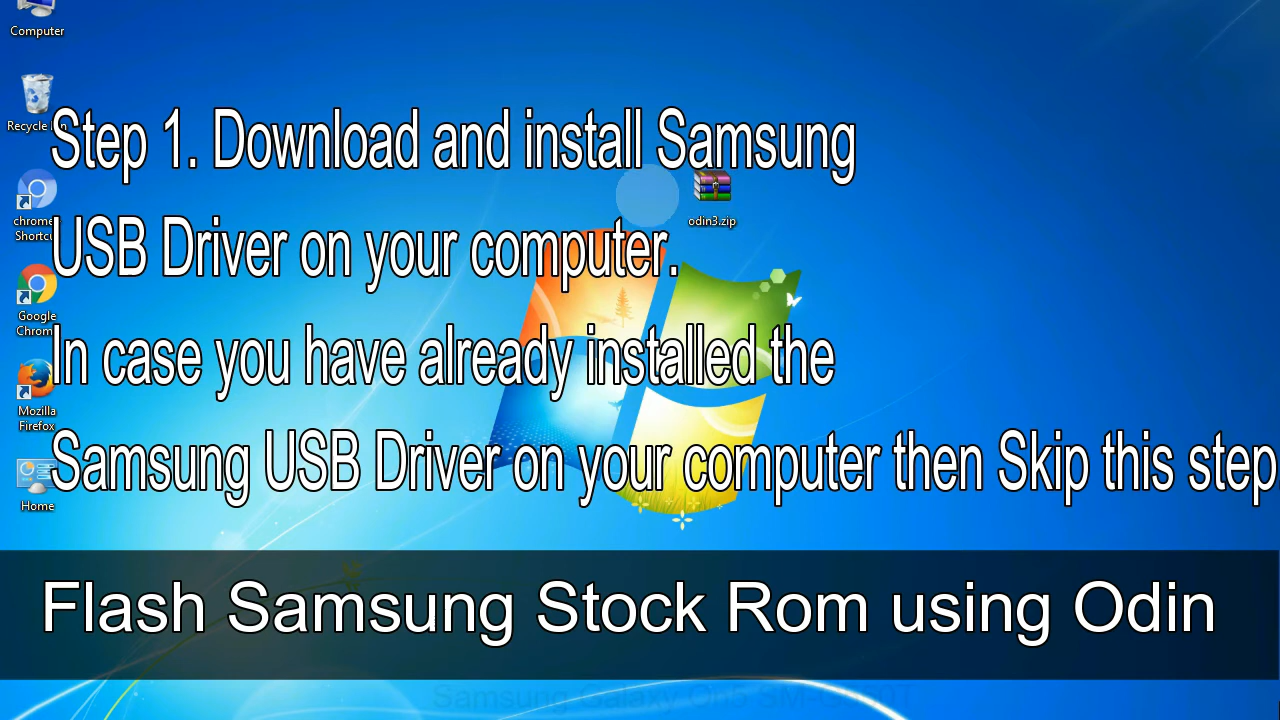 Computer
Recycle
Step 1. Download and install Samsung
odin3.zip
chrome
Shortcu
USB Driver on your computer.
Google
Chrom
In case you have already installed the
Mozilla
Firefox
Samsung USB Driver on your computer then Skip this step
Home
Flash Samsung Stock Rom using Odin
Samsung Galaxy